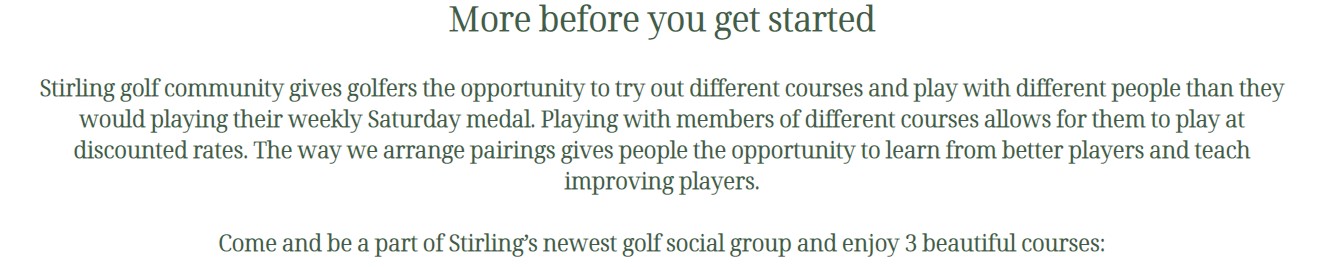 More before you get started
Stirling golf community gives golfers the opportunity to try out different courses and play with different people than they
would playing their weekly Saturday medal. Playing with members of different courses allows for them to play at
discounted rates. The way we arrange pairings gives people the opportunity to learn from better players and teach
improving players.
Come and be a part of Stirling’s newest golf social group and enjoy 3 beautiful courses: